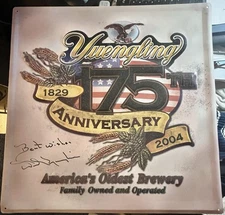 Yuengling
175th
1829
ANNIVERSARY
2004
Best wishes
America's Oldest Brewery
Family Owned and Operated